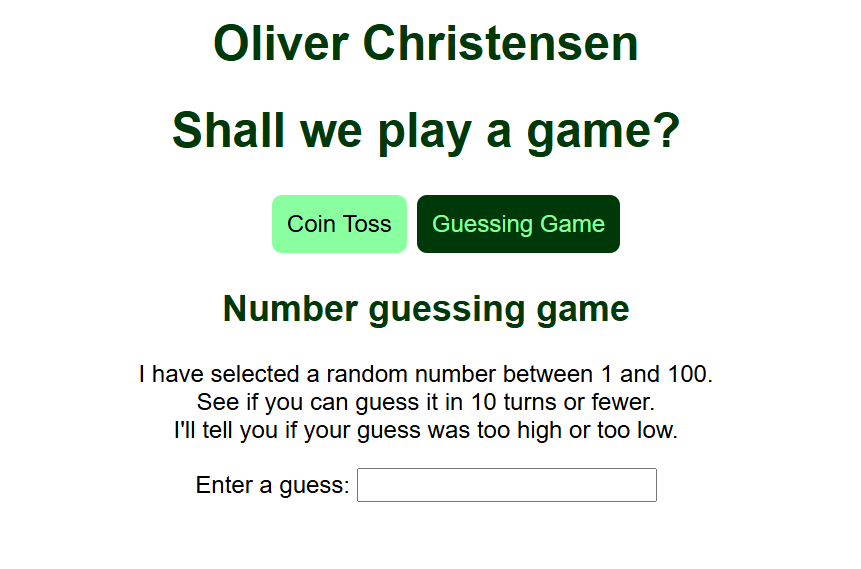 Oliver Christensen
Shall we play a game?
Coin Toss Guessing Game
Number guessing game
I have selected a random number between 1 and 100.
See if you can guess it in 10 turns or fewer.
I'll tell you if your guess was too high or too low.
Enter a guess: